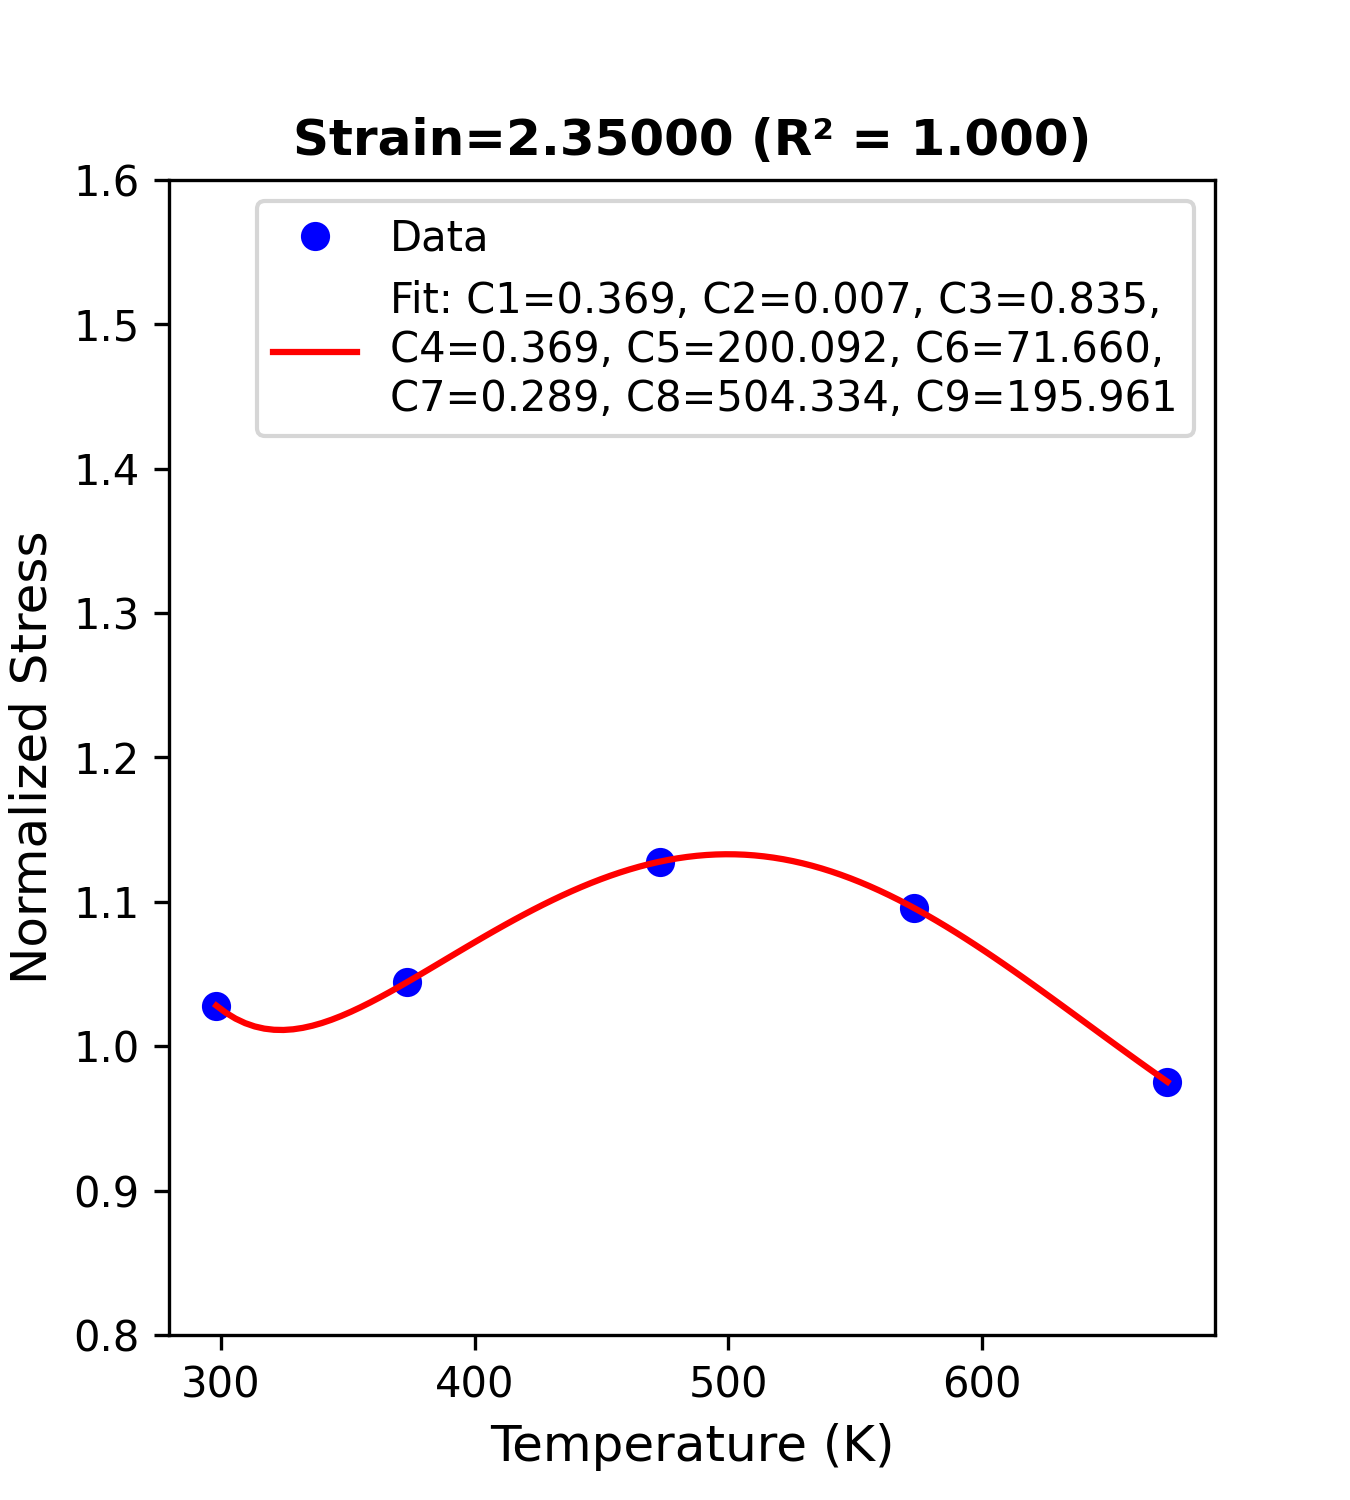 Strain=2.35000 (R² = 1.000)
1.6
1.5
1.4
1.3
1.2
1.1
1.0
0.9
0.8
Normalized Stress
Data
Fit: C1=0.369, C2=0.007, C3=0.835,
C4=0.369, C5=200.092, C6=71.660,
C7=0.289, C8=504.334, C9=195.961
300 400 500 600
Temperature (K)